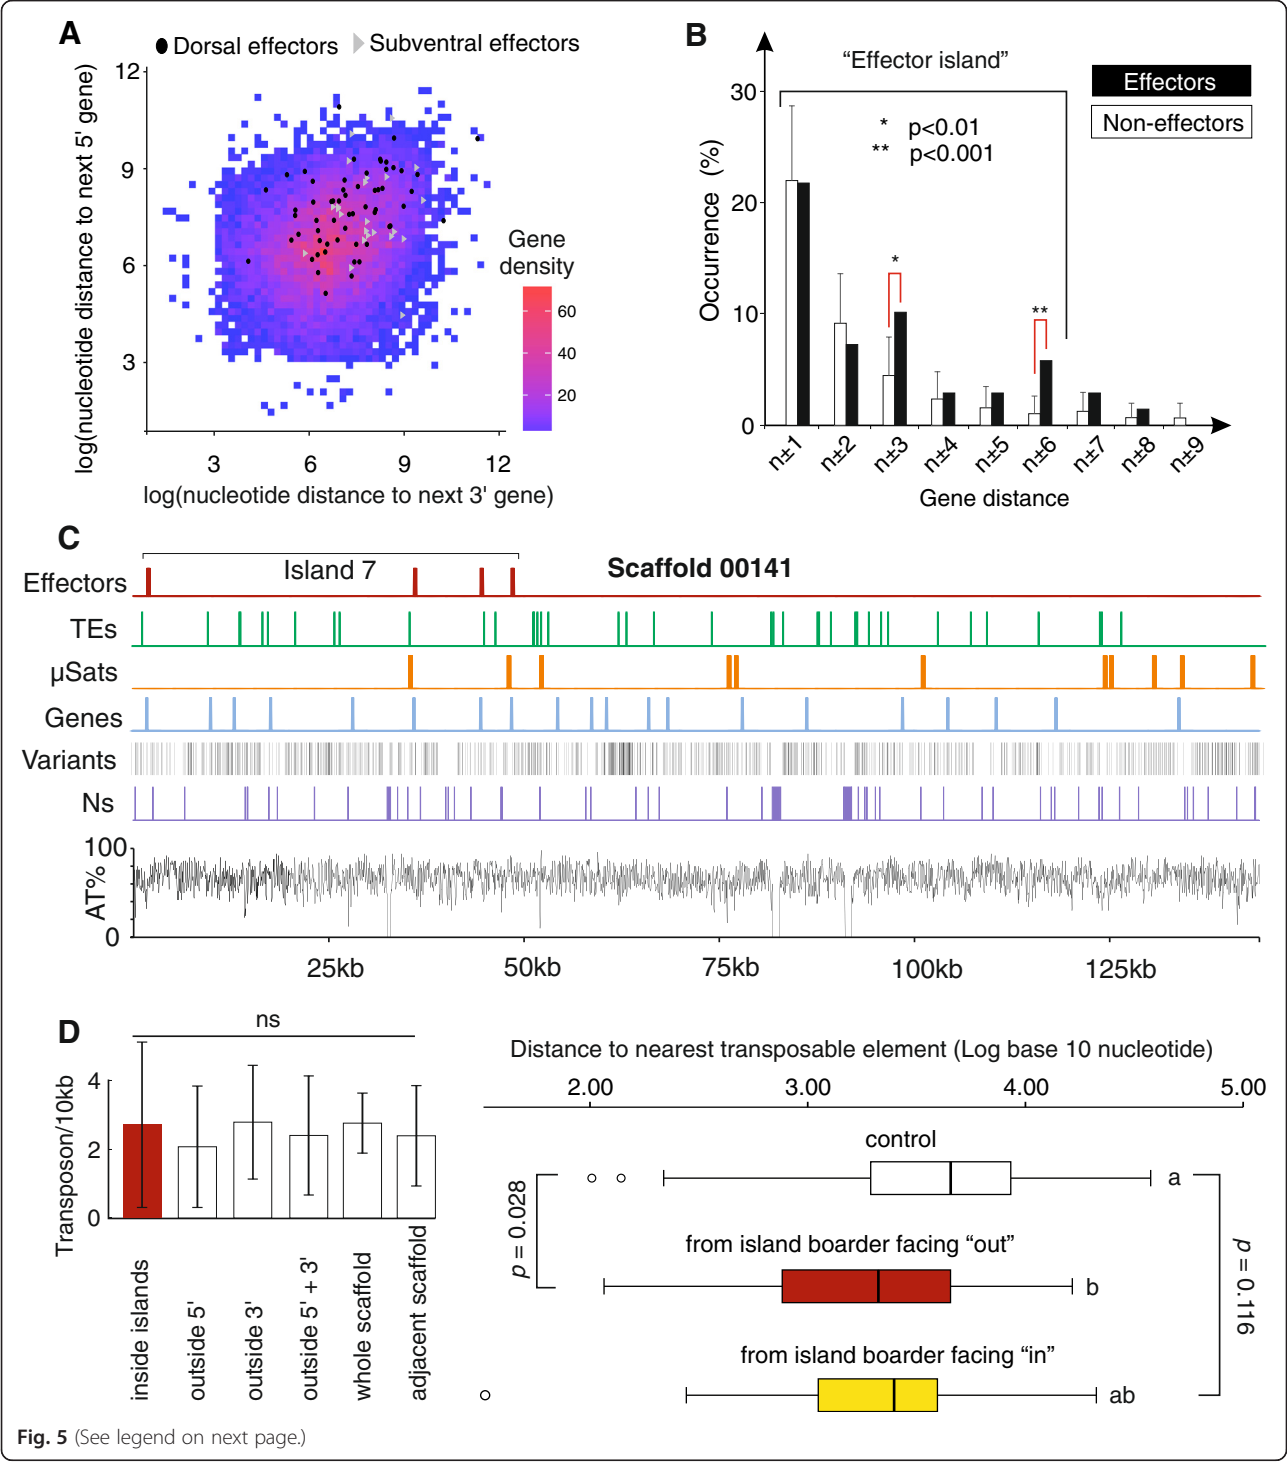 A
Dorsal effectors
Subventral effectors
log(nucleotide distance to next 5' gene)
12
9
6
3
3 6 9 12
log(nucleotide distance to next 3' gene)
Gene
density
60
40
20
B
“Effector island”
Effectors
Non-effectors
* p<0.01
** p<0.001
Occurrence (%)
30
20
10
0
*
**
n±1 n±2 n±3 n±4 n±5 n±6 n±7 n±8 n±9
Gene distance
C
Island 7
Scaffold 00141
Effectors
TEs
µSats
Genes
Variants
Ns
AT%
100
0
25kb 50kb 75kb 100kb 125kb
D
ns
Transposon/10kb
4
2
0
inside islands
outside 5'
outside 3'
outside 5' + 3'
whole scaffold
adjacent scaffold
Distance to nearest transposable element (Log base 10 nucleotide)
2.00 3.00 4.00 5.00
control
a
p = 0.028
from island boarder facing “out”
b
p = 0.116
from island boarder facing “in”
ab
Fig. 5 (See legend on next page.)